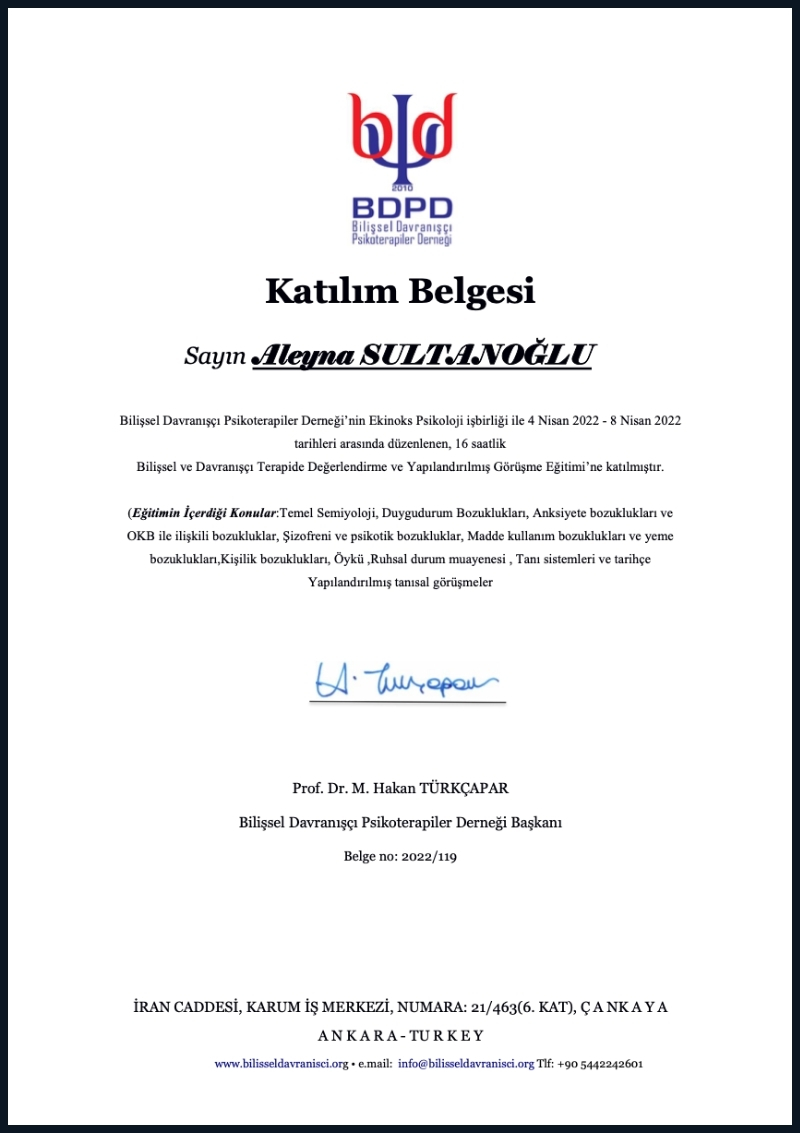 bd
2010
BDPD
Bilişsel Davranışçı
Psikoterapiler Derneği
Katılım Belgesi
Sayın Aleyna SULTANOĞLU
Bilişsel Davranışçı Psikoterapiler Derneği’nin Ekinoks Psikoloji işbirliği ile 4 Nisan 2022 - 8 Nisan 2022
tarihleri arasında düzenlenen, 16 saatlik
Bilişsel ve Davranışçı Terapide Değerlendirme ve Yapılandırılmış Görüşme Eğitimi’ne katılmıştır.
(Eğitimin İçerdiği Konular:Temel Semiyoloji, Duygudurum Bozuklukları, Anksiyete bozuklukları ve
OKB ile ilişkili bozukluklar, Şizofreni ve psikotik bozukluklar, Madde kullanım bozuklukları ve yeme
bozuklukları,Kişilik bozuklukları, Öykü ,Ruhsal durum muayenesi , Tanı sistemleri ve tarihçe
Yapılandırılmış tanısal görüşmeler
H. Türkçapar
Prof. Dr. M. Hakan TÜRKÇAPAR
Bilişsel Davranışçı Psikoterapiler Derneği Başkanı
Belge no: 2022/119
İRAN CADDESİ, KARUM İŞ MERKEZİ, NUMARA: 21/463(6. KAT), Ç A N K A Y A
A N K A R A - T U R K E Y
www.bilisseldavranisci.org • e.mail: info@bilisseldavranisci.org Tlf: +90 5442242601